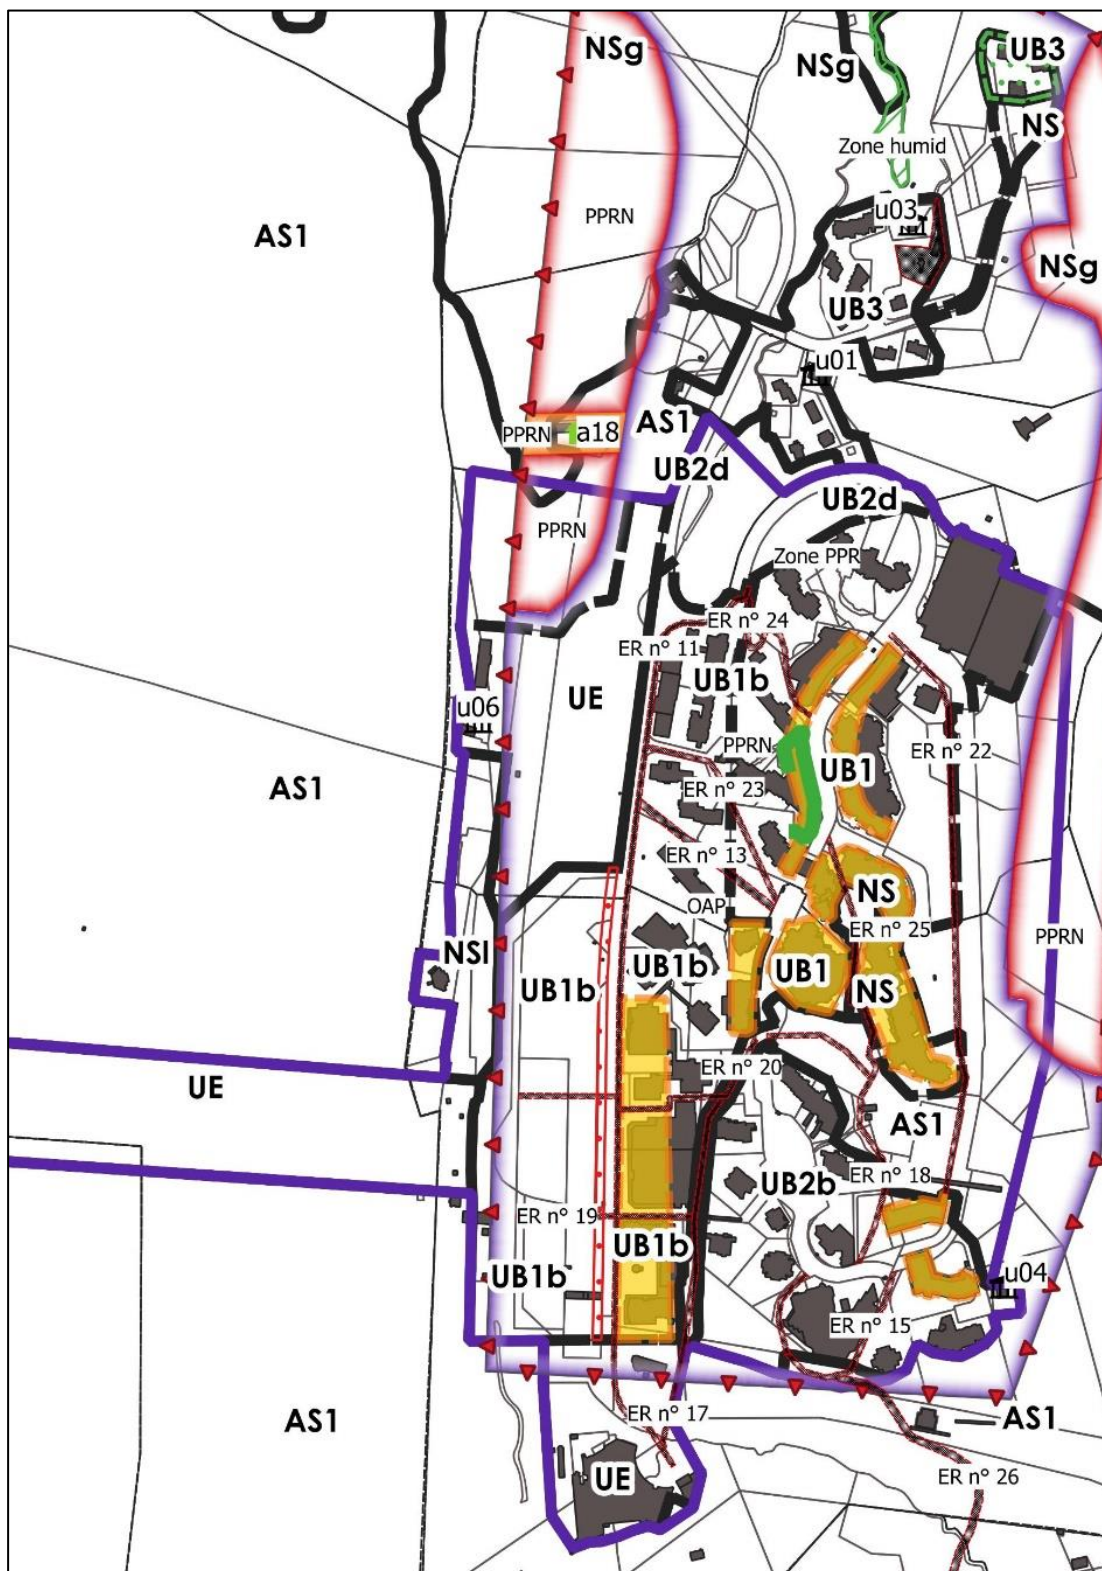 NSg
UB3
NSg
NS
Zone humid
u03
PPRN
AS1
NSg
UB3
u01
AS1
PPRN
a18
UB2d
UB2d
PPRN
Zone PPR
ER n° 24
ER n° 11
UB1b
UE
u06
PPRN
ER n° 22
UB1
AS1
ER n° 23
ER n° 13
NS
OAP
ER n° 25
PPRN
NSl
UB1b
UB1
UB1b
NS
ER n° 20
UE
AS1
ER n° 18
UB2b
ER n° 19
UB1b
UB1b
u04
ER n° 15
ER n° 17
AS1
AS1
UE
ER n° 26